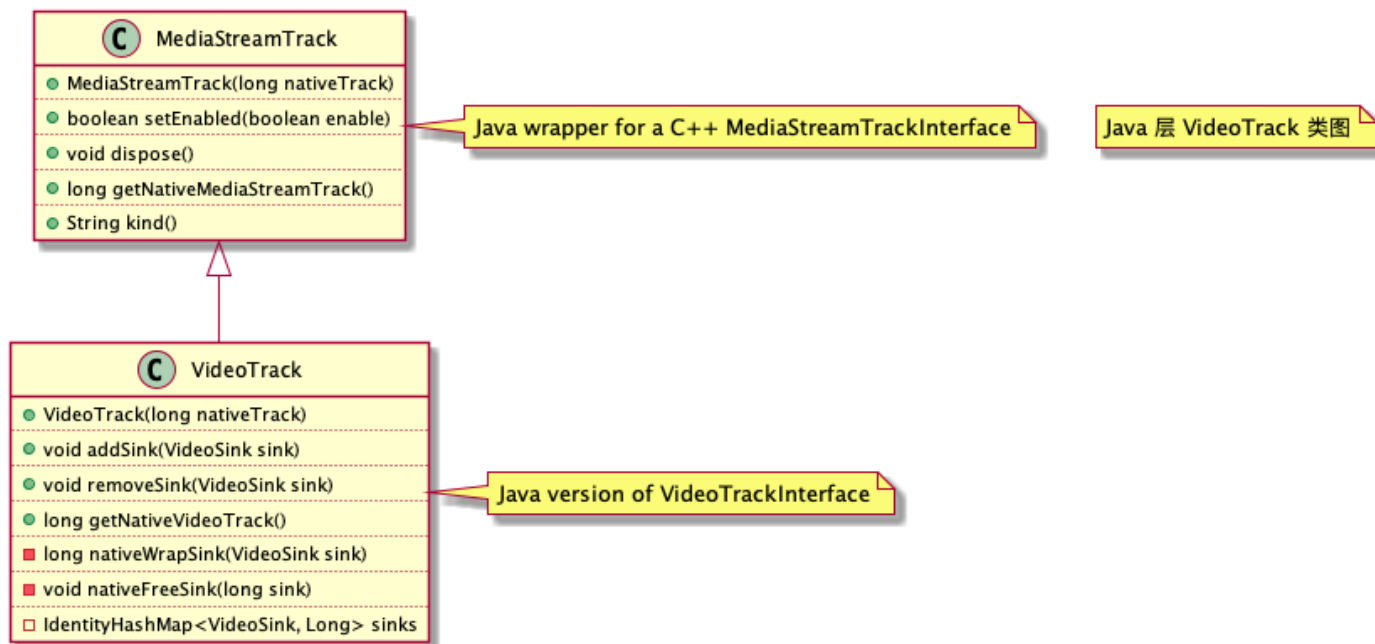 C MediaStreamTrack
MediaStreamTrack(long nativeTrack)
boolean setEnabled(boolean enable)
void dispose()
long getNativeMediaStreamTrack()
String kind()
Java wrapper for a C++ MediaStreamTrackInterface
Java 层 VideoTrack 类图
C VideoTrack
VideoTrack(long nativeTrack)
void addSink(VideoSink sink)
void removeSink(VideoSink sink)
long getNativeVideoTrack()
long nativeWrapSink(VideoSink sink)
void nativeFreeSink(long sink)
IdentityHashMap<VideoSink, Long> sinks
Java version of VideoTrackInterface